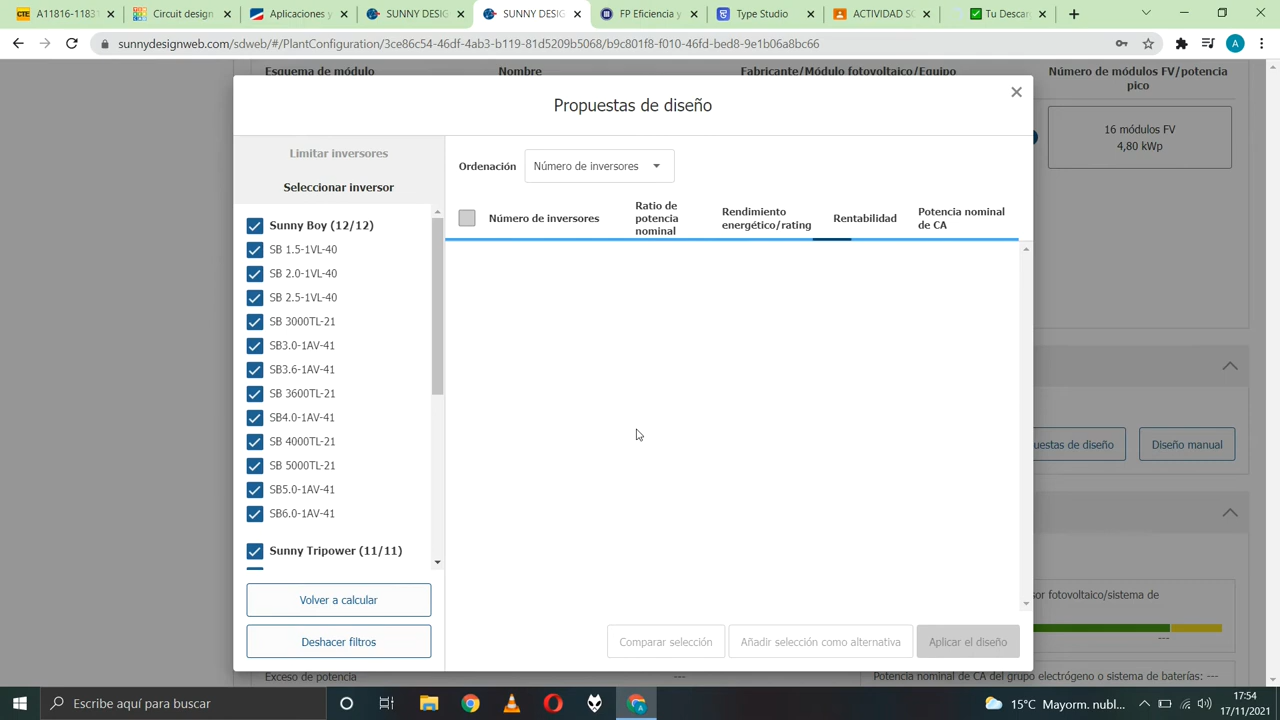 A11816-1183
Circuit design
Aplicaciones y
SUNNY DESIG
SUNNY DESIG
FP Eficiencia y
Type Studio
ACTIVIDAD SO
Tu Descar
sunnydesignweb.com/sdweb/#/PlantConfiguration/3ce86c54-46df-4ab3-b119-81d5209b5068/b9c801f8-f010-46fd-bed8-9e1b06a8bc66
Esquema de módulo
Nombre
Fabricante/Módulo fotovoltaico/Equipo
Número de módulos FV/potencia
pico
16 módulos FV
4,80 kWp
Propuestas de diseño
Limitar inversores
Seleccionar inversor
Ordenación
Número de inversores
Número de inversores
Ratio de
potencia
nominal
Rendimiento
energético/rating
Rentabilidad
Potencia nominal
de CA
Sunny Boy (12/12)
SB 1.5-1VL-40
SB 2.0-1VL-40
SB 2.5-1VL-40
SB 3000TL-21
SB3.0-1AV-41
SB3.6-1AV-41
SB 3600TL-21
SB4.0-1AV-41
SB 4000TL-21
SB 5000TL-21
SB5.0-1AV-41
SB6.0-1AV-41
Sunny Tripower (11/11)
Volver a calcular
Deshacer filtros
Comparar selección
Añadir selección como alternativa
Aplicar el diseño
uestas de diseño
Diseño manual
sor fotovoltaico/sistema de
---
Exceso de potencia
---
Potencia nominal de CA del grupo electrógeno o sistema de baterías: ---
Escribe aquí para buscar
15°C Mayorm. nubl...
17:54
17/11/2021